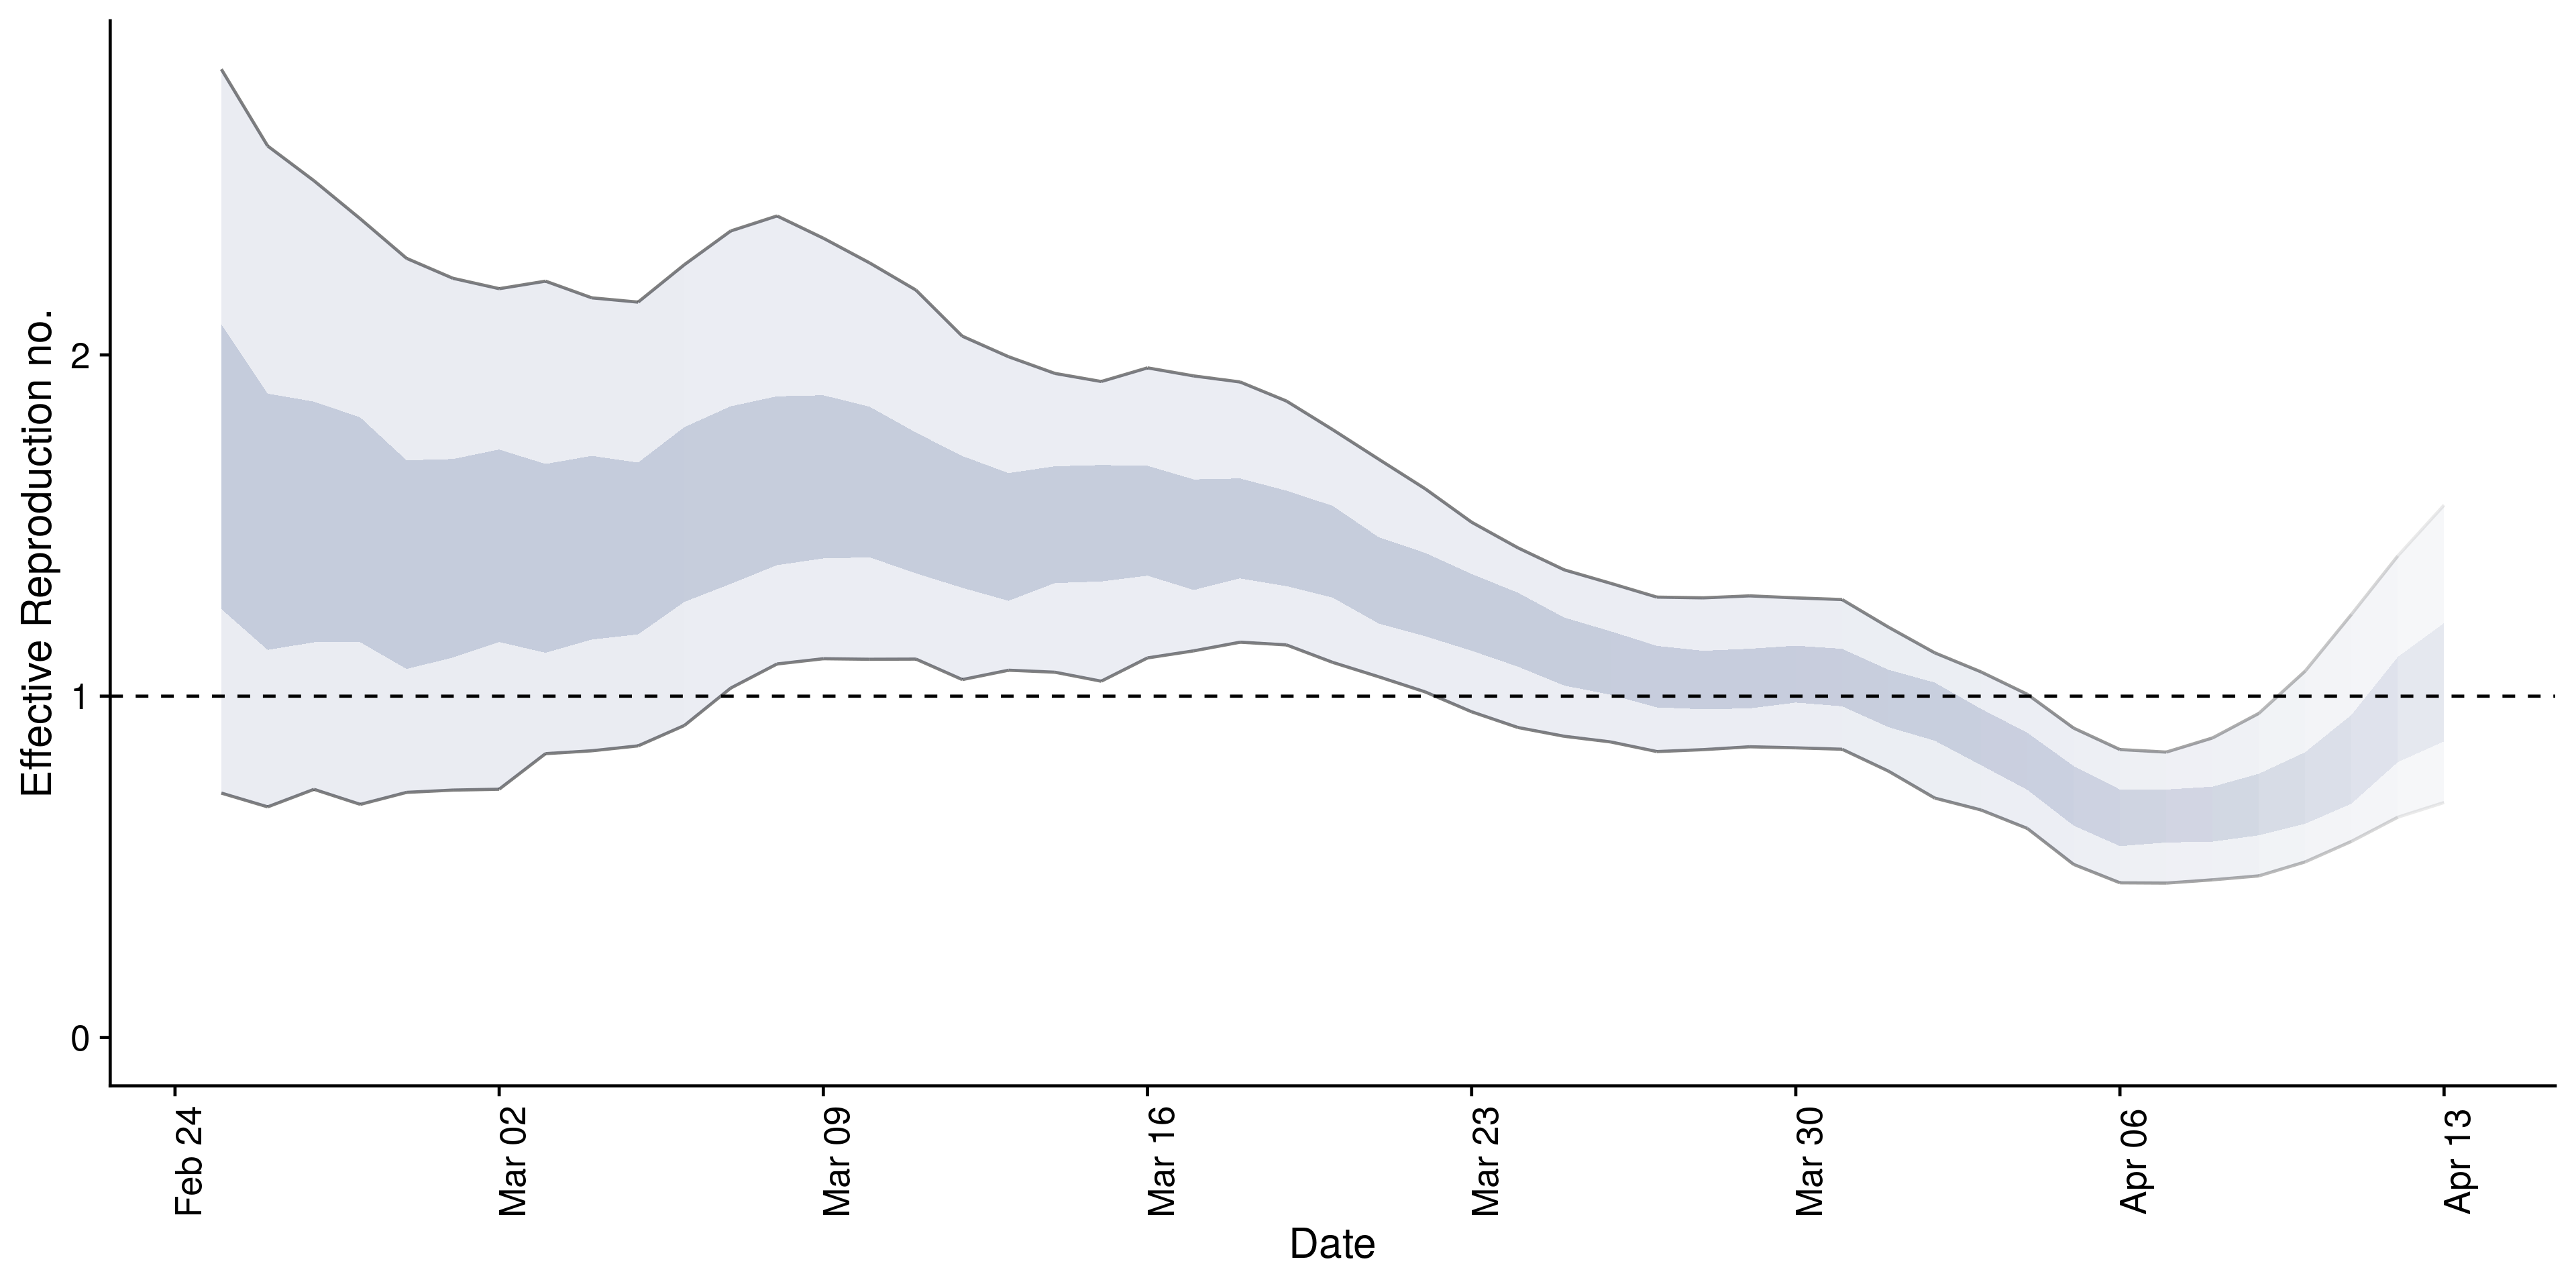 Effective Reproduction no.
2
1
0
Feb 24
Mar 02
Mar 09
Mar 16
Mar 23
Mar 30
Apr 06
Apr 13
Date